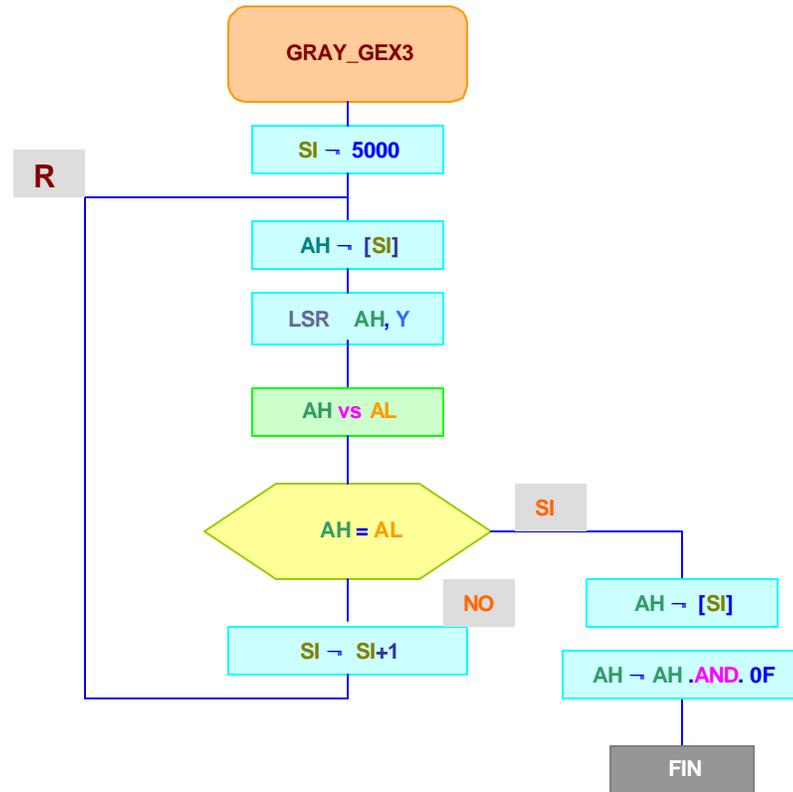 GRAY_GEX3
SI ¬ 5000
R
AH ¬ [SI]
LSR AH, Y
AH vs AL
AH = AL
SI
NO
AH ¬ [SI]
SI ¬ SI+1
AH ¬ AH .AND. 0F
FIN